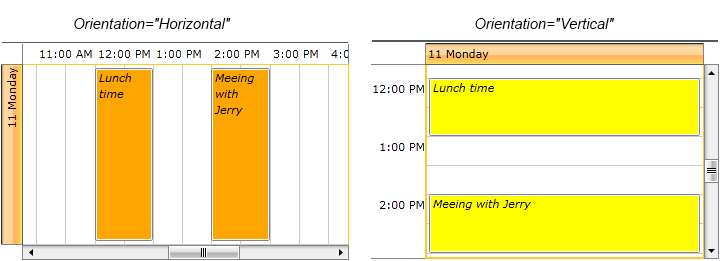 Orientation="Horizontal"
11:00 AM 12:00 PM 1:00 PM 2:00 PM 3:00 PM 4:0
11 Monday
Lunch
time
Meeing
with
Jerry
Orientation="Vertical"
11 Monday
12:00 PM
Lunch time
1:00 PM
2:00 PM
Meeing with Jerry